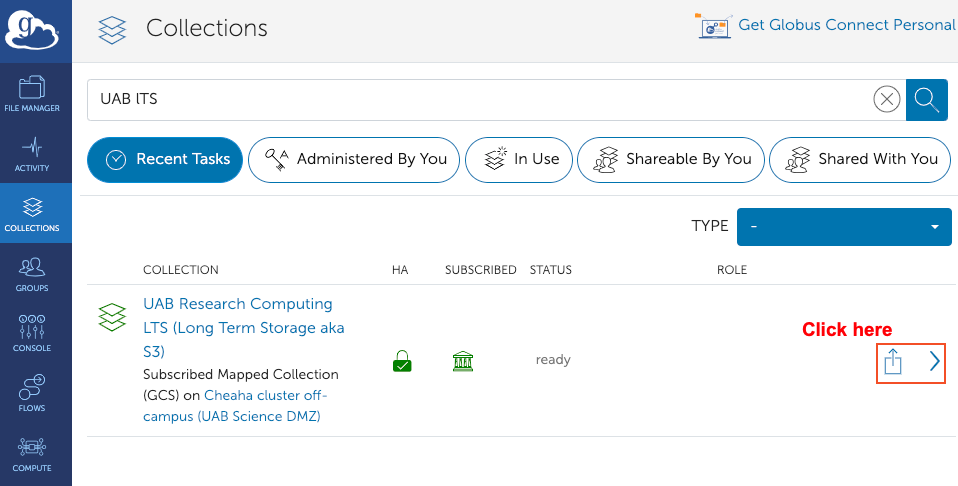 g
Collections
Get Globus Connect Personal
FILE MANAGER
UAB lTS
ACTIVITY
Recent Tasks
Administered By You
In Use
Shareable By You
Shared With You
COLLECTIONS
TYPE
-
GROUPS
COLLECTION HA SUBSCRIBED STATUS ROLE
UAB Research Computing
LTS (Long Term Storage aka
S3)
Subscribed Mapped Collection
(GCS) on Cheaha cluster off-
campus (UAB Science DMZ)
ready
Click here
CONSOLE
FLOWS
COMPUTE